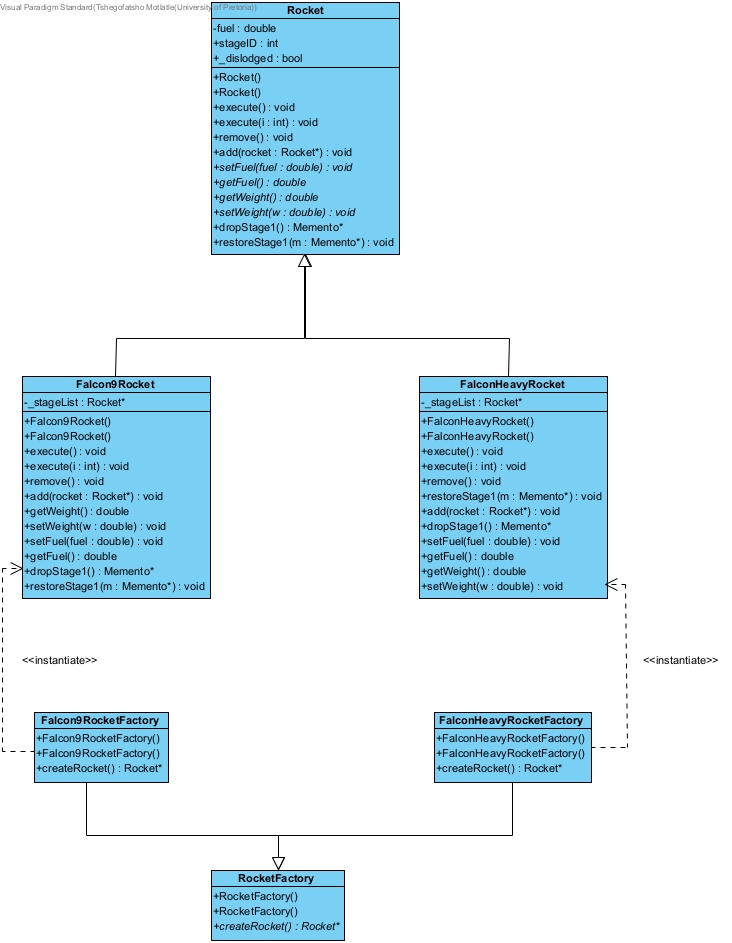 Visual Paradigm Standard(Tshegofatsho Motlatle(University of Pretoria))
Rocket
-fuel : double
+stageID : int
+_dislodged : bool
+Rocket()
+Rocket()
+execute() : void
+execute(i : int) : void
+remove() : void
+add(rocket : Rocket*) : void
+setFuel(fuel : double) : void
+getFuel() : double
+getWeight() : double
+setWeight(w : double) : void
+dropStage1() : Memento*
+restoreStage1(m : Memento*) : void
Falcon9Rocket
-_stageList : Rocket*
+Falcon9Rocket()
+Falcon9Rocket()
+execute() : void
+execute(i : int) : void
+remove() : void
+add(rocket : Rocket*) : void
+getWeight() : double
+setWeight(w : double) : void
+setFuel(fuel : double) : void
+getFuel() : double
+dropStage1() : Memento*
+restoreStage1(m : Memento*) : void
FalconHeavyRocket
-_stageList : Rocket*
+FalconHeavyRocket()
+FalconHeavyRocket()
+execute() : void
+execute(i : int) : void
+remove() : void
+restoreStage1(m : Memento*) : void
+add(rocket : Rocket*) : void
+dropStage1() : Memento*
+setFuel(fuel : double) : void
+getFuel() : double
+getWeight() : double
+setWeight(w : double) : void
<<instantiate>>
<<instantiate>>
Falcon9RocketFactory
+Falcon9RocketFactory()
+Falcon9RocketFactory()
+createRocket() : Rocket*
FalconHeavyRocketFactory
+FalconHeavyRocketFactory()
+FalconHeavyRocketFactory()
+createRocket() : Rocket*
RocketFactory
+RocketFactory()
+RocketFactory()
+createRocket() : Rocket*